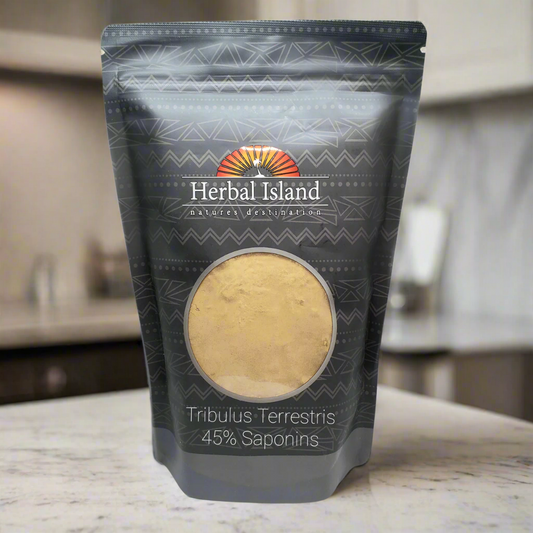 Herbal Island
natures destination
Tribulus Terrestris
45% Saponins